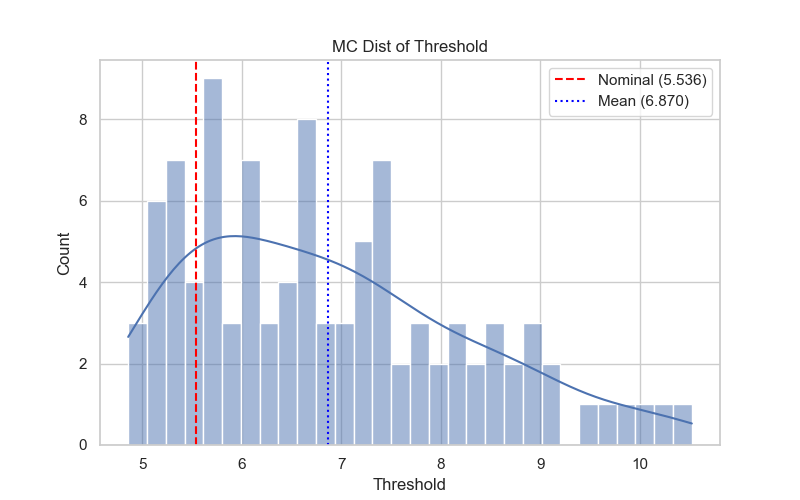 MC Dist of Threshold
Nominal (5.536)
Mean (6.870)
Count
8
6
4
2
0
5 6 7 8 9 10
Threshold